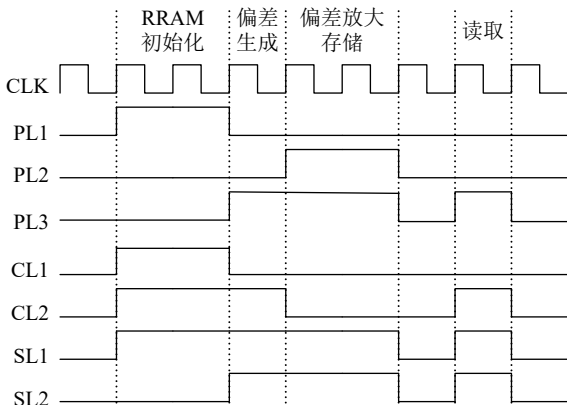 RRAM 偏差 偏差放大
初始化 生成 存储 读取
CLK
PL1
PL2
PL3
CL1
CL2
SL1
SL2